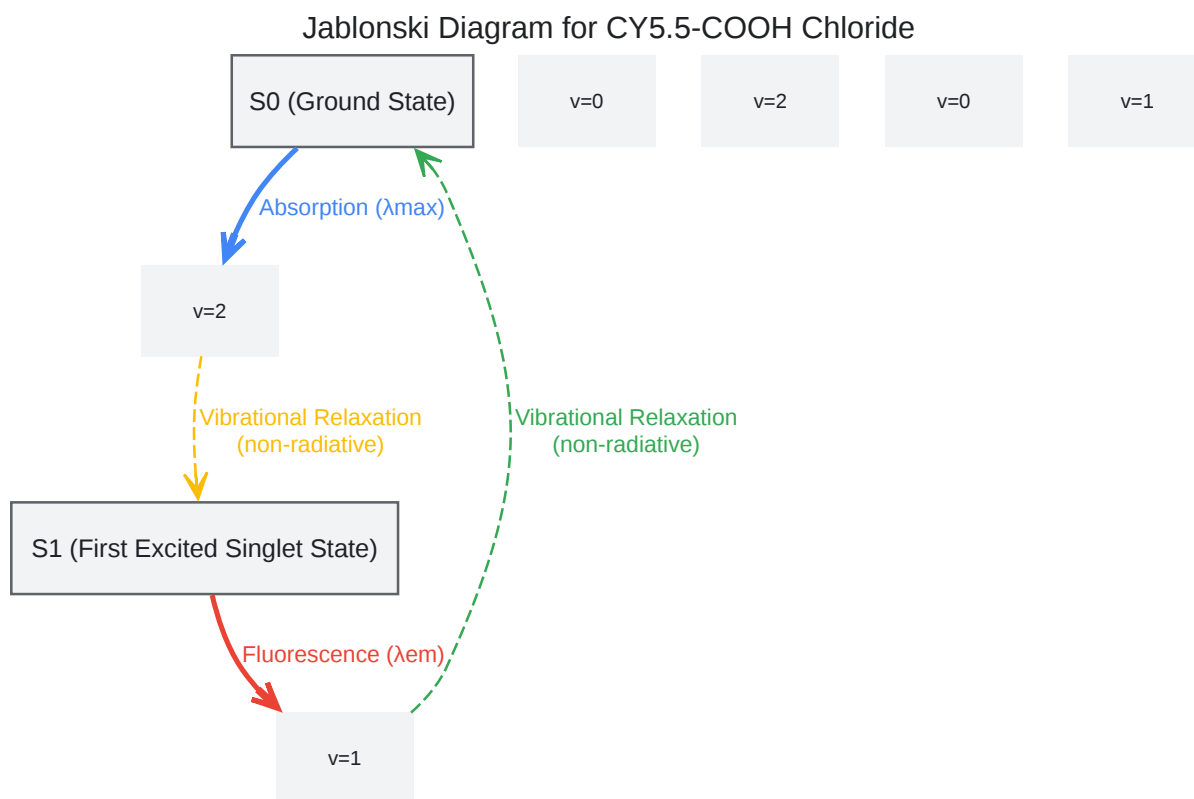 Jablonski Diagram for CY5.5-COOH Chloride
S0 (Ground State)
v=0
v=2
v=0
v=1
Absorption (λmax)
v=2
Vibrational Relaxation
(non-radiative)
Vibrational Relaxation
(non-radiative)
S1 (First Excited Singlet State)
Fluorescence (λem)
v=1